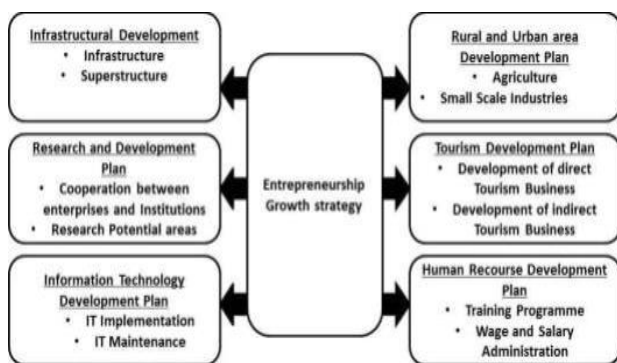 Infrastructural Development
• Infrastructure
• Superstructure
Research and Development
Plan
• Cooperation between
enterprises and Institutions
• Research Potential areas
Information Technology
Development Plan
• IT Implementation
• IT Maintenance
Entrepreneurship
Growth strategy
Rural and Urban area
Development Plan
• Agriculture
• Small Scale Industries
Tourism Development Plan
• Development of direct
Tourism Business
• Development of indirect
Tourism Business
Human Recourse Development
Plan
• Training Programme
• Wage and Salary
Administration